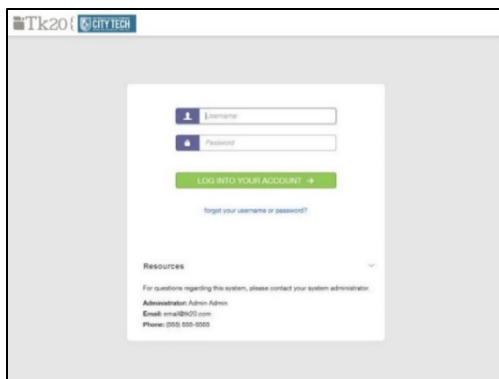 Tk20 { CITY TECH
Username
Password
LOG INTO YOUR ACCOUNT →
forgot your username or password?
Resources
For questions regarding this system, please contact your system administrator.
Administrator: Admin Admin
Email: email@tk20.com
Phone: (555) 555-5555